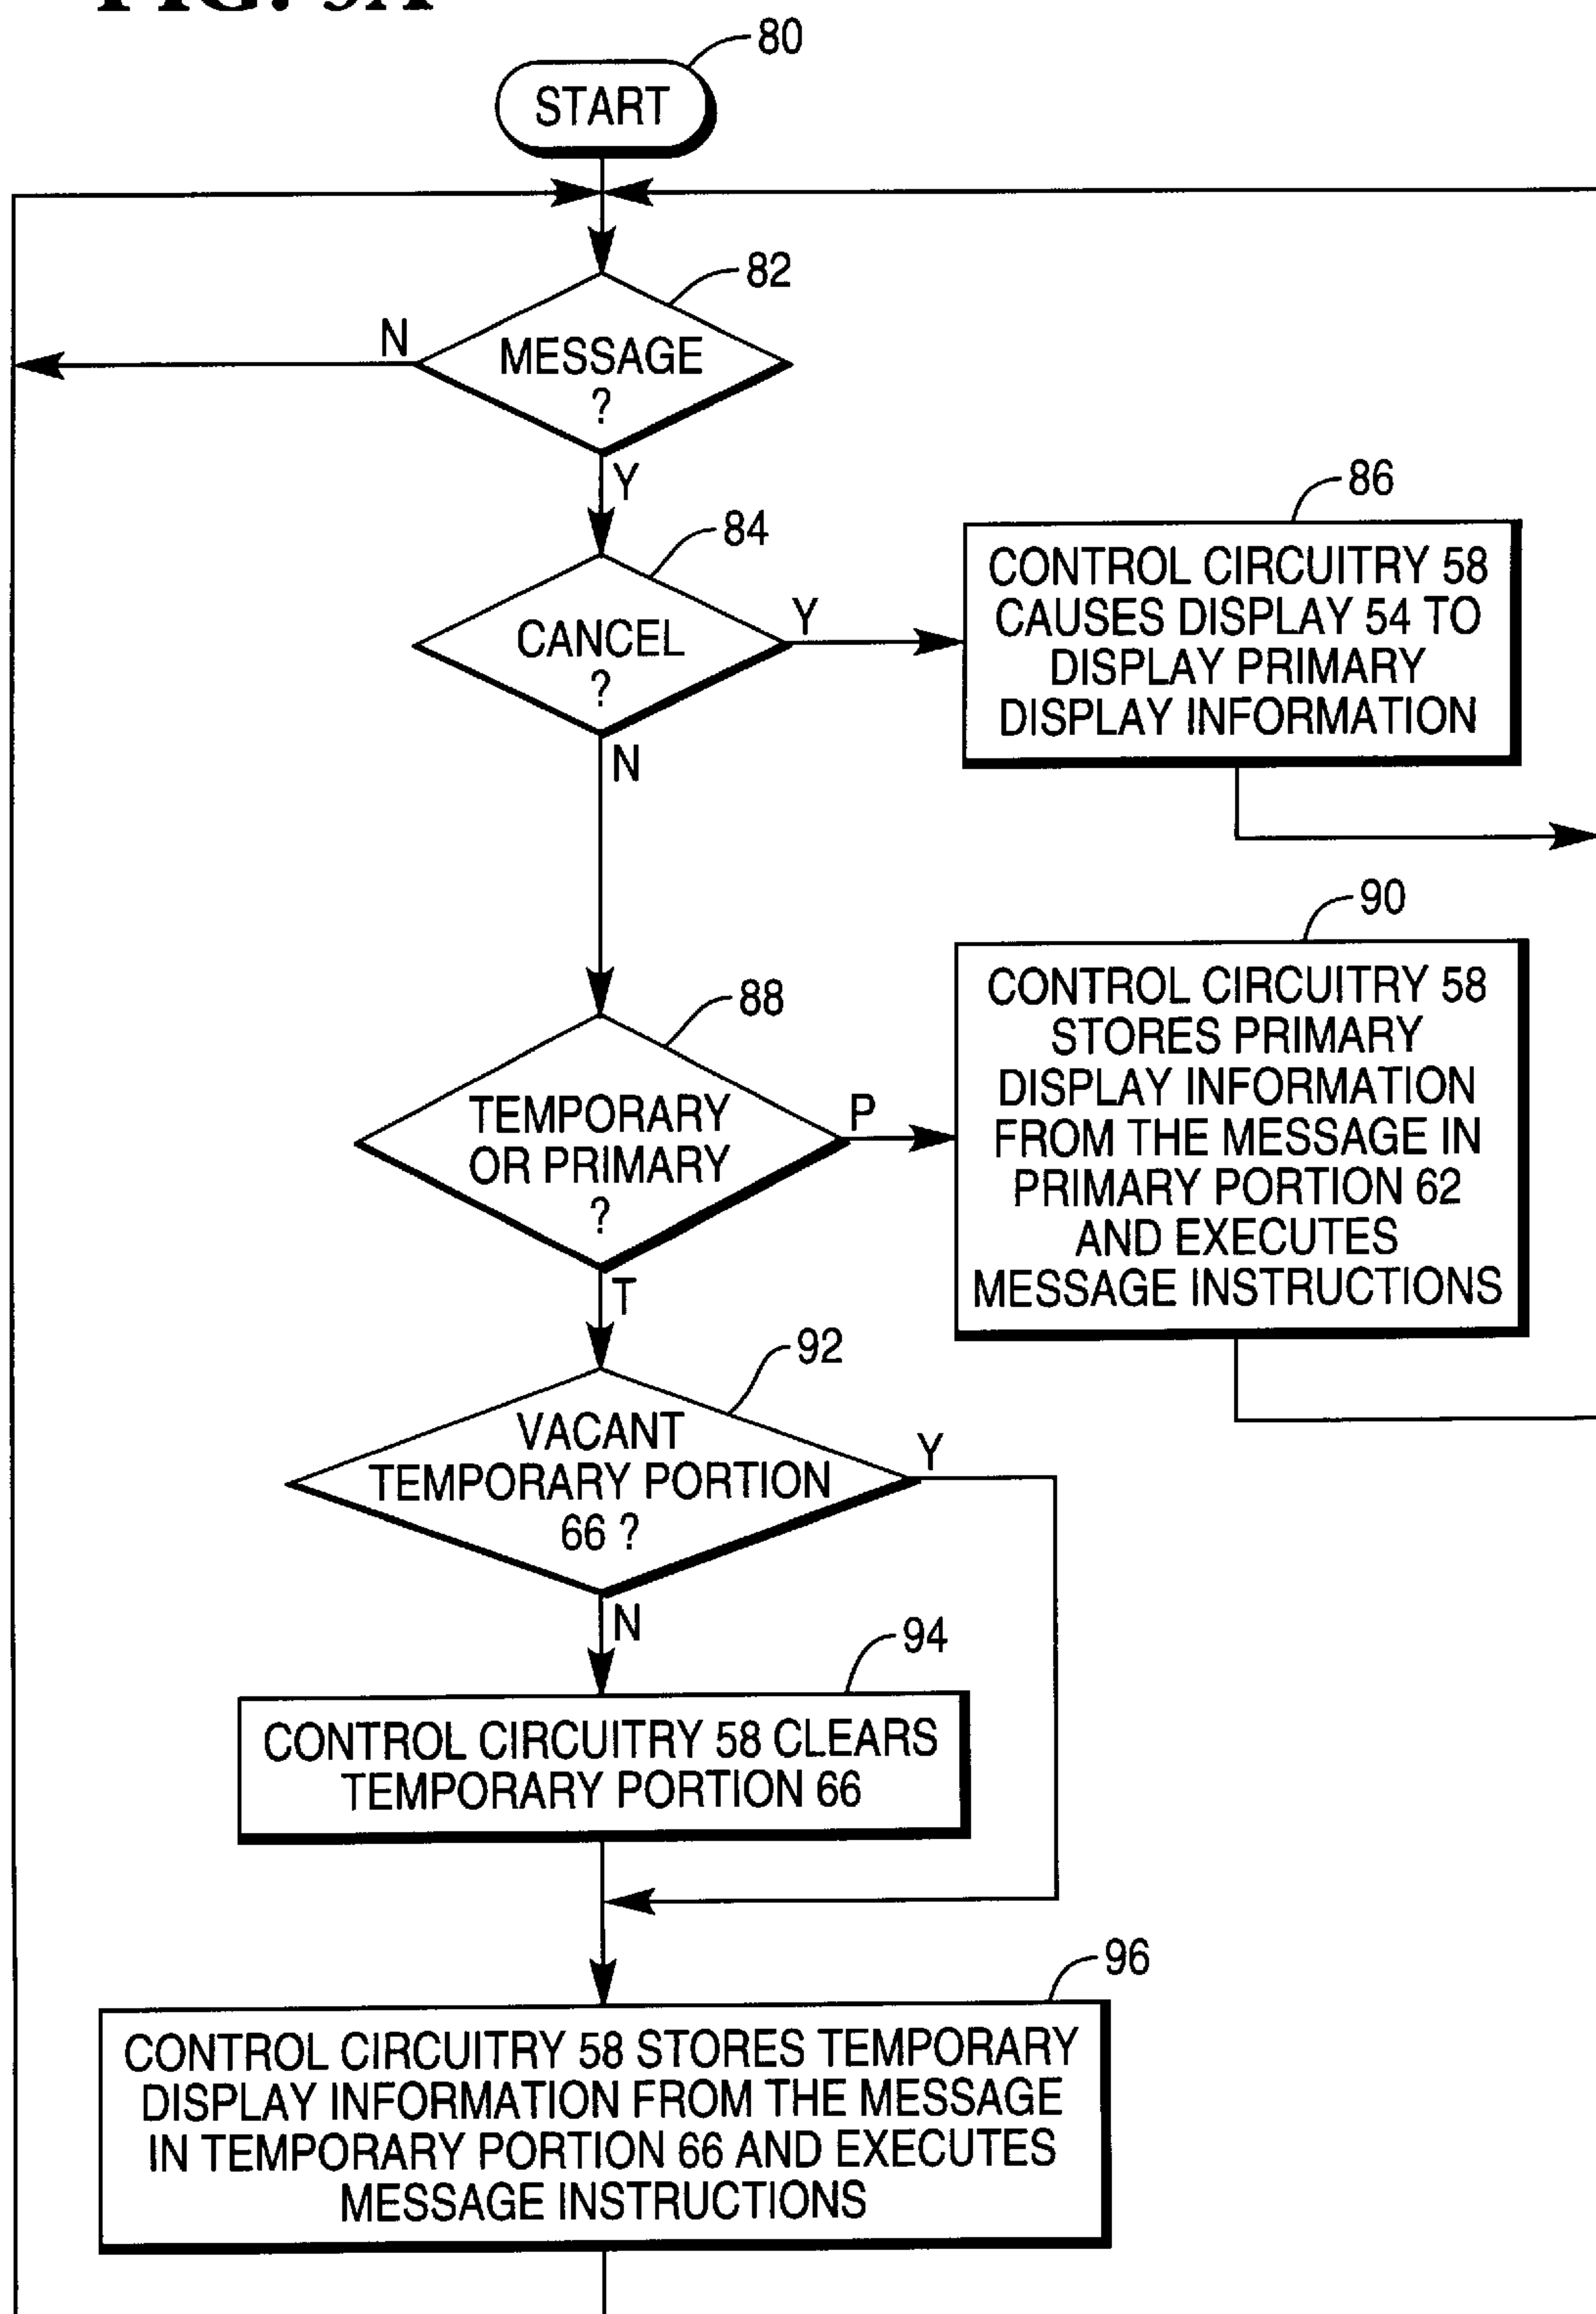 80
START
82
N
MESSAGE
?
Y
84
86
CANCEL
?
Y
CONTROL CIRCUITRY 58
CAUSES DISPLAY 54 TO
DISPLAY PRIMARY
DISPLAY INFORMATION
N
88
90
TEMPORARY
OR PRIMARY
?
P
CONTROL CIRCUITRY 58
STORES PRIMARY
DISPLAY INFORMATION
FROM THE MESSAGE IN
PRIMARY PORTION 62
AND EXECUTES
MESSAGE INSTRUCTIONS
T
92
VACANT
TEMPORARY PORTION
66 ?
Y
N
94
CONTROL CIRCUITRY 58 CLEARS
TEMPORARY PORTION 66
96
CONTROL CIRCUITRY 58 STORES TEMPORARY
DISPLAY INFORMATION FROM THE MESSAGE
IN TEMPORARY PORTION 66 AND EXECUTES
MESSAGE INSTRUCTIONS